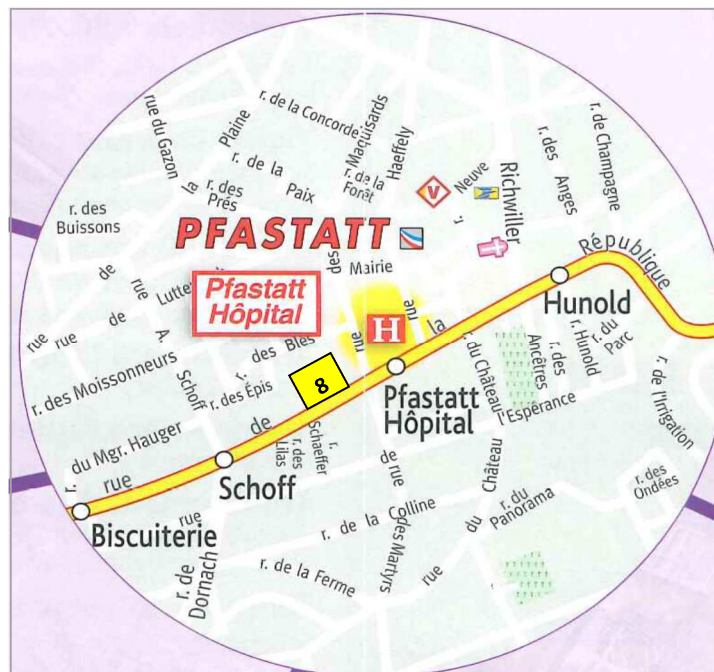 r. de la Concorde
Maquisards
rue du Gazon
Plaine
la
r. de la Paix
r. des Prés
r. de la Forêt
Haeffely
V
r. Neuve
Richwiller
r. des Anges
r. de Champagne
r. des Buissons
PFASTATT
des
Mairie
République
rue de Lutter
rue de
rue A. Schoff
Pfastatt
Hôpital
H
rue
rue
la
Hunold
r. Hunold
r. du Parc
r. des Moissonneurs
r. des Blés
r. des Épis
8
Pfastatt
Hôpital
r. du Château
r. des Ancêtres
l'Espérance
r. de l'Irrigation
r. du Mgr. Hauger
rue
de
r. des Lilas
r. Schaeffer
Schoff
Biscuiterie
rue
r. de Dornach
r. de la Colline
r. de la Ferme
de rue
des Martyrs
rue du Château
r. du Panorama
r. des Ondées